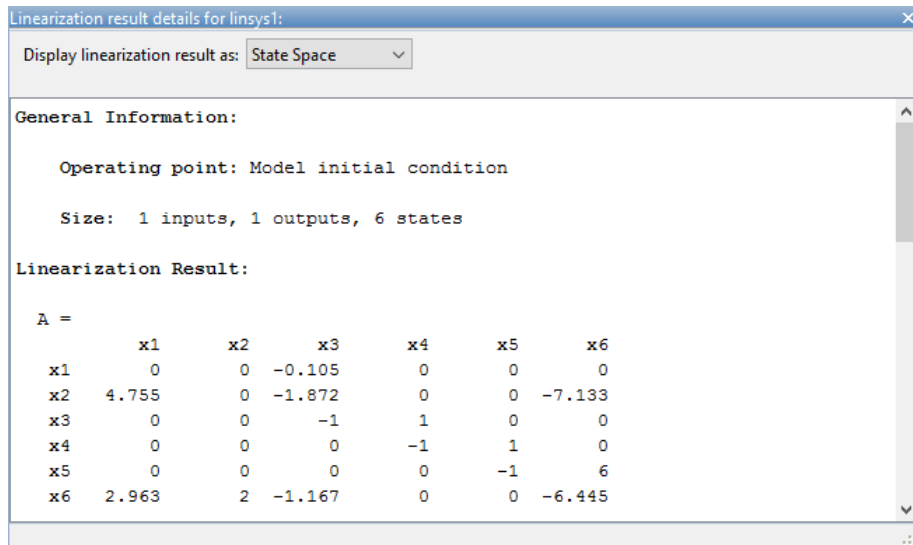 Linearization result details for linsys1:
Display linearization result as: State Space
General Information:
Operating point: Model initial condition
Size: 1 inputs, 1 outputs, 6 states
Linearization Result:
A =
x1 x2 x3 x4 x5 x6
x1 0 0 -0.105 0 0 0
x2 4.755 0 -1.872 0 0 -7.133
x3 0 0 -1 1 0 0
x4 0 0 0 -1 1 0
x5 0 0 0 0 -1 6
x6 2.963 2 -1.167 0 0 -6.445